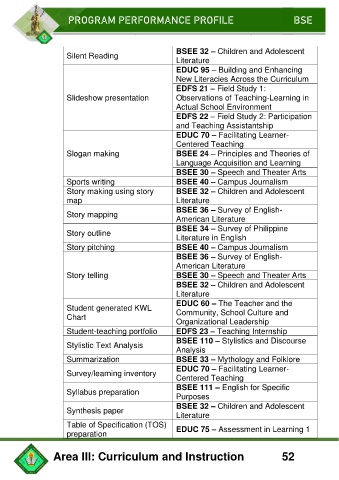 PROGRAM PERFORMANCE PROFILE BSE
Silent Reading
BSEE 32 – Children and Adolescent
Literature
Slideshow presentation
EDUC 95 – Building and Enhancing
New Literacies Across the Curriculum
EDFS 21 – Field Study 1:
Observations of Teaching-Learning in
Actual School Environment
EDFS 22 – Field Study 2: Participation
and Teaching Assistantship
Slogan making
EDUC 70 – Facilitating Learner-
Centered Teaching
BSEE 24 – Principles and Theories of
Language Acquisition and Learning
BSEE 30 – Speech and Theater Arts
Sports writing
BSEE 40 – Campus Journalism
Story making using story
map
BSEE 32 – Children and Adolescent
Literature
Story mapping
BSEE 36 – Survey of English-
American Literature
Story outline
BSEE 34 – Survey of Philippine
Literature in English
Story pitching
BSEE 40 – Campus Journalism
Story telling
BSEE 36 – Survey of English-
American Literature
BSEE 30 – Speech and Theater Arts
BSEE 32 – Children and Adolescent
Literature
Student generated KWL
Chart
EDUC 60 – The Teacher and the
Community, School Culture and
Organizational Leadership
Student-teaching portfolio
EDFS 23 – Teaching Internship
Stylistic Text Analysis
BSEE 110 – Stylistics and Discourse
Analysis
Summarization
BSEE 33 – Mythology and Folklore
Survey/learning inventory
EDUC 70 – Facilitating Learner-
Centered Teaching
Syllabus preparation
BSEE 111 – English for Specific
Purposes
Synthesis paper
BSEE 32 – Children and Adolescent
Literature
Table of Specification (TOS)
preparation
EDUC 75 – Assessment in Learning 1
Area III: Curriculum and Instruction 52